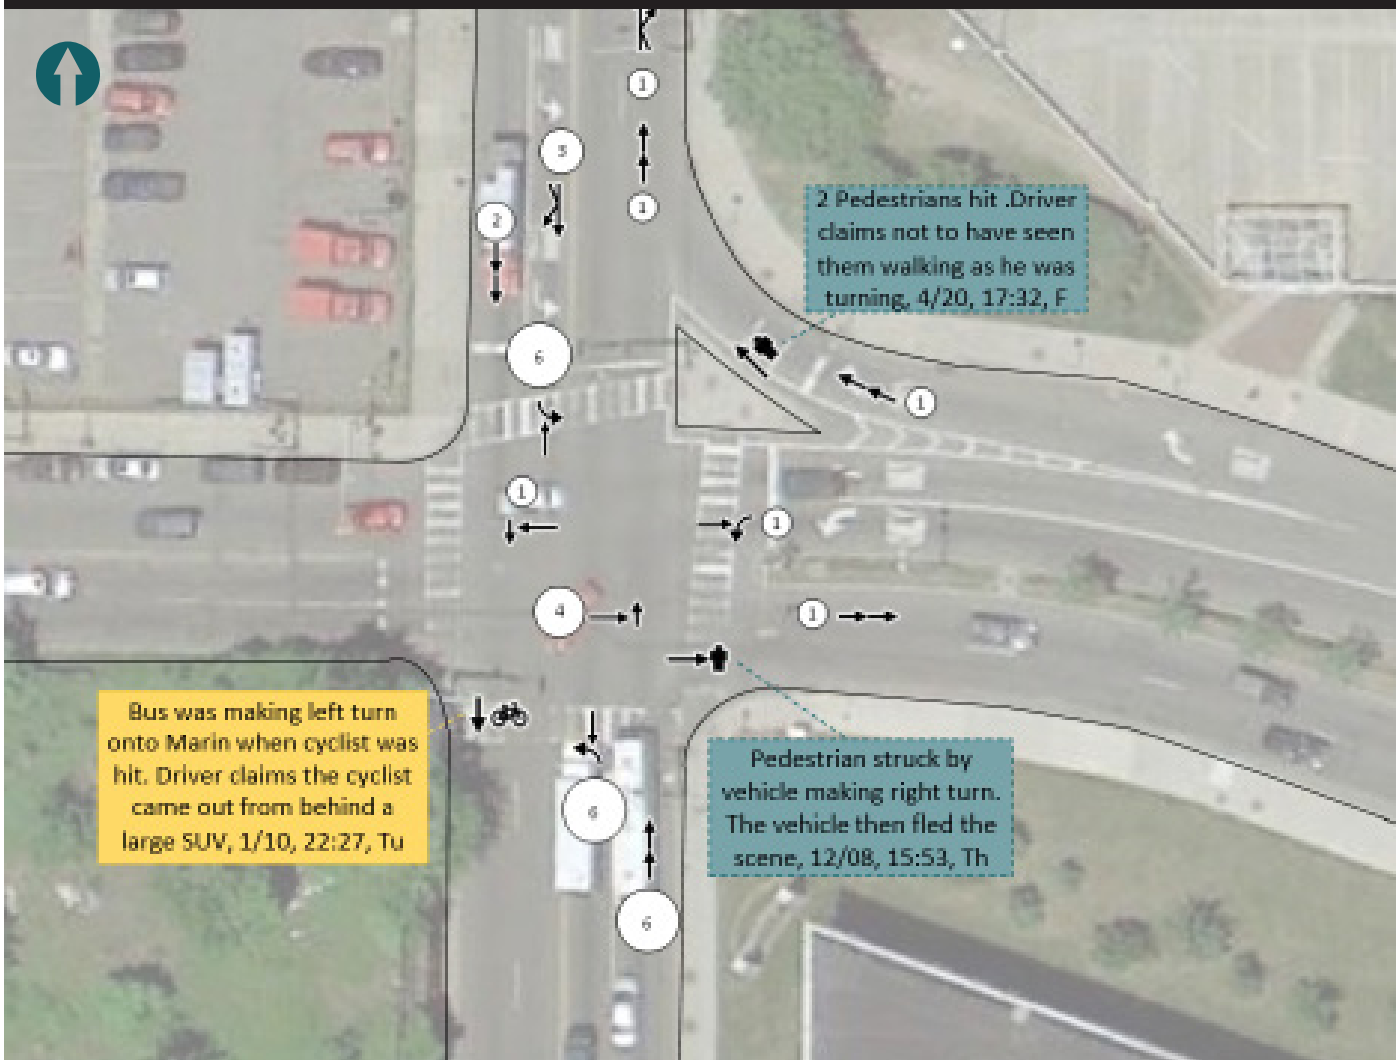 1
3
2
1
2 Pedestrians hit .Driver
claims not to have seen
them walking as he was
turning, 4/20, 17:32, F
6
1
1
1
4
1
Bus was making left turn
onto Marin when cyclist was
hit. Driver claims the cyclist
came out from behind a
large SUV, 1/10, 22:27, Tu
6
Pedestrian struck by
vehicle making right turn.
The vehicle then fled the
scene, 12/08, 15:53, Th
6